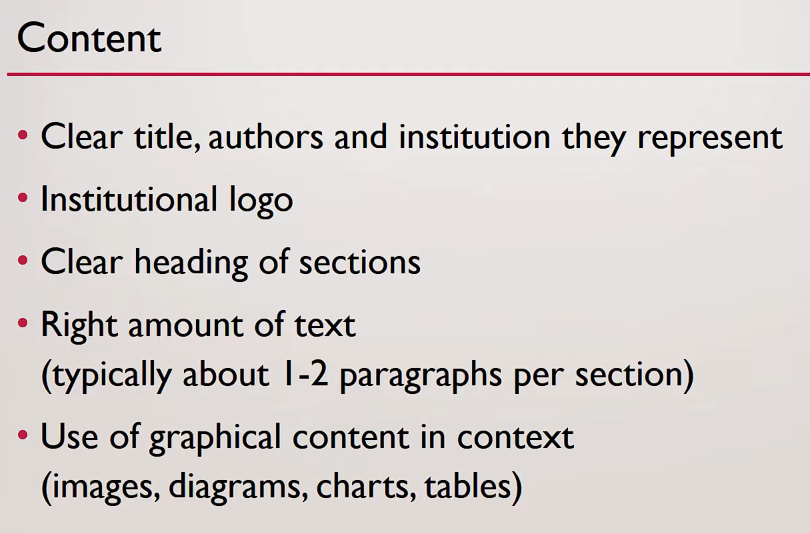 Content
• Clear title, authors and institution they represent
• Institutional logo
• Clear heading of sections
• Right amount of text
(typically about 1-2 paragraphs per section)
• Use of graphical content in context
(images, diagrams, charts, tables)